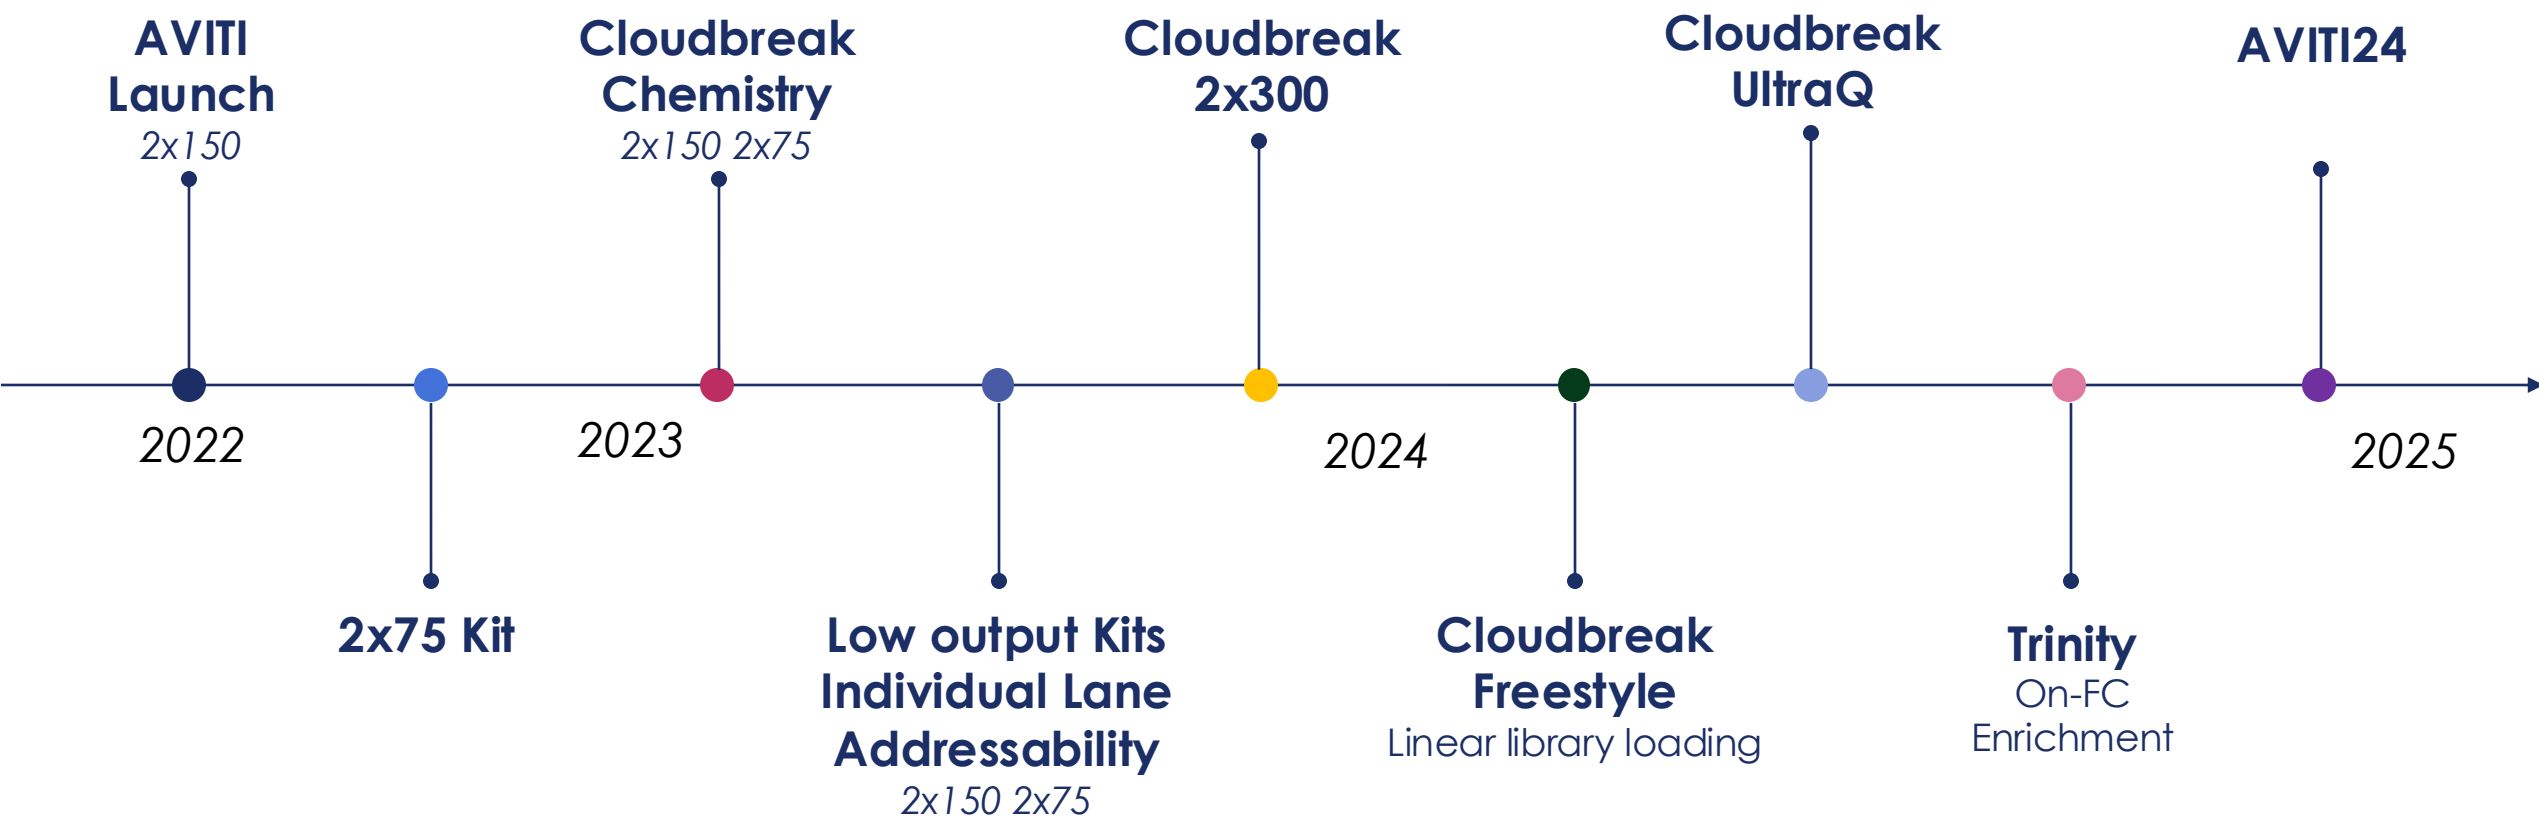 AVITI
Launch
2x150
Cloudbreak
Chemistry
2x150 2x75
Cloudbreak
2x300
Cloudbreak
UltraQ
AVITI24
2022
2023
2024
2025
2x75 Kit
Low output Kits
Individual Lane
Addressability
2x150 2x75
Cloudbreak
Freestyle
Linear library loading
Trinity
On-FC
Enrichment